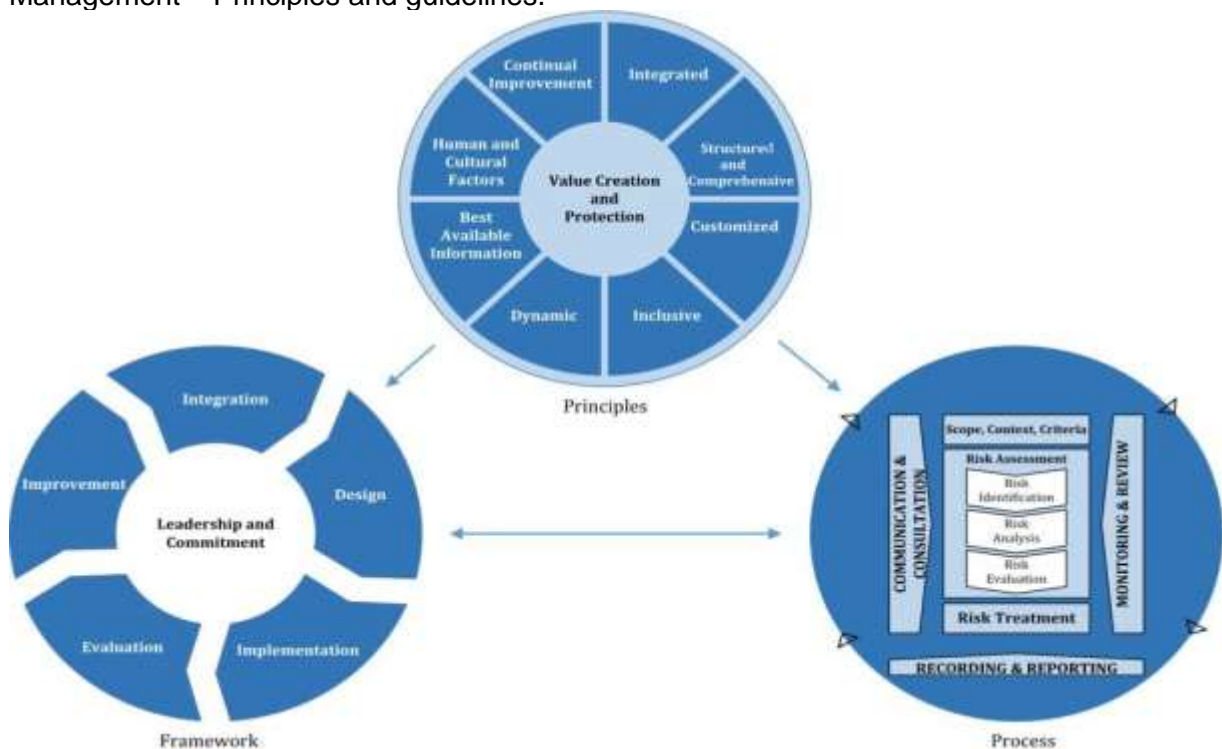 Management – Principles and guidelines.
Continual
Improvement
Integrated
Human and
Cultural
Factors
Structured
and
Comprehensive
Value Creation
and
Protection
Best
Available
Information
Customized
Dynamic
Inclusive
Principles
Integration
Improvement
Design
Leadership and
Commitment
Evaluation
Implementation
Framework
Scope, Context, Criteria
Risk Assessment
Risk
Identification
Risk
Analysis
Risk
Evaluation
Risk Treatment
COMMUNICATION &
CONSULTATION
MONITORING & REVIEW
RECORDING & REPORTING
Process